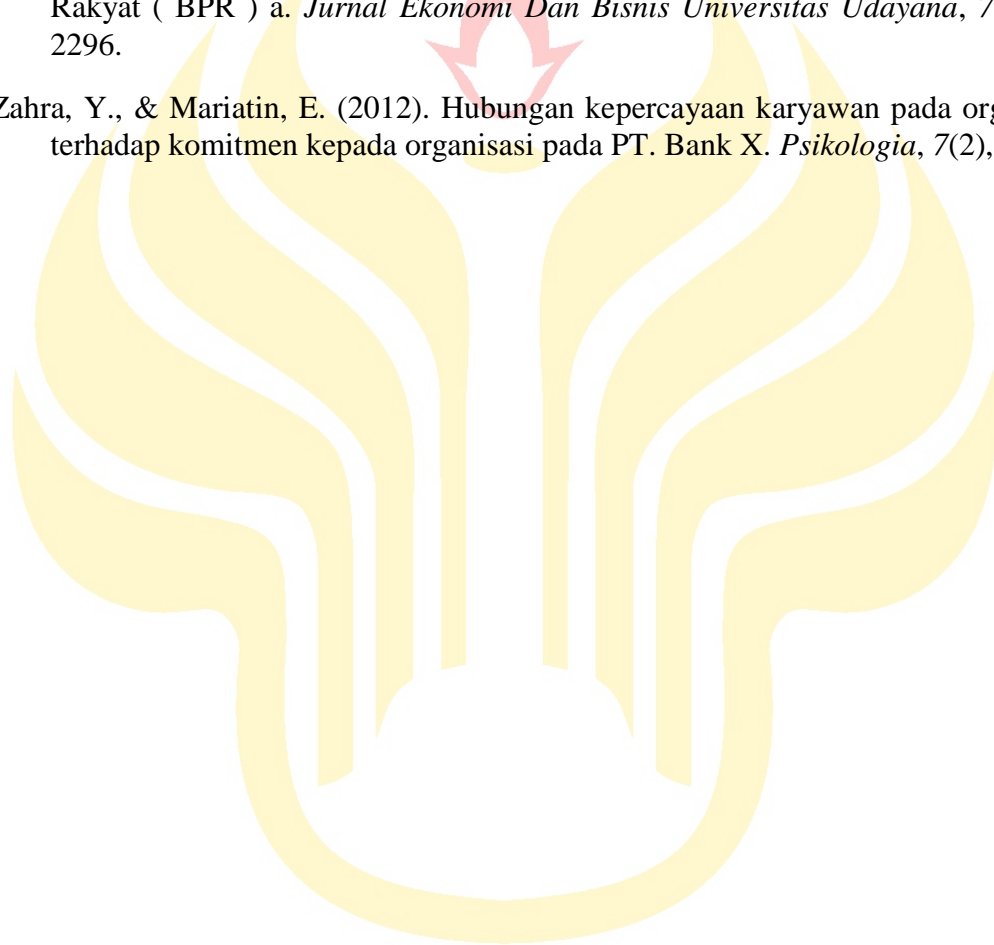 Rakyat ( BPR ) a. Jurnal Ekonomi Dan Bisnis Universitas Udayana, 7
2296.
Zahra, Y., & Mariatin, E. (2012). Hubungan kepercayaan karyawan pada org
terhadap komitmen kepada organisasi pada PT. Bank X. Psikologia, 7(2),